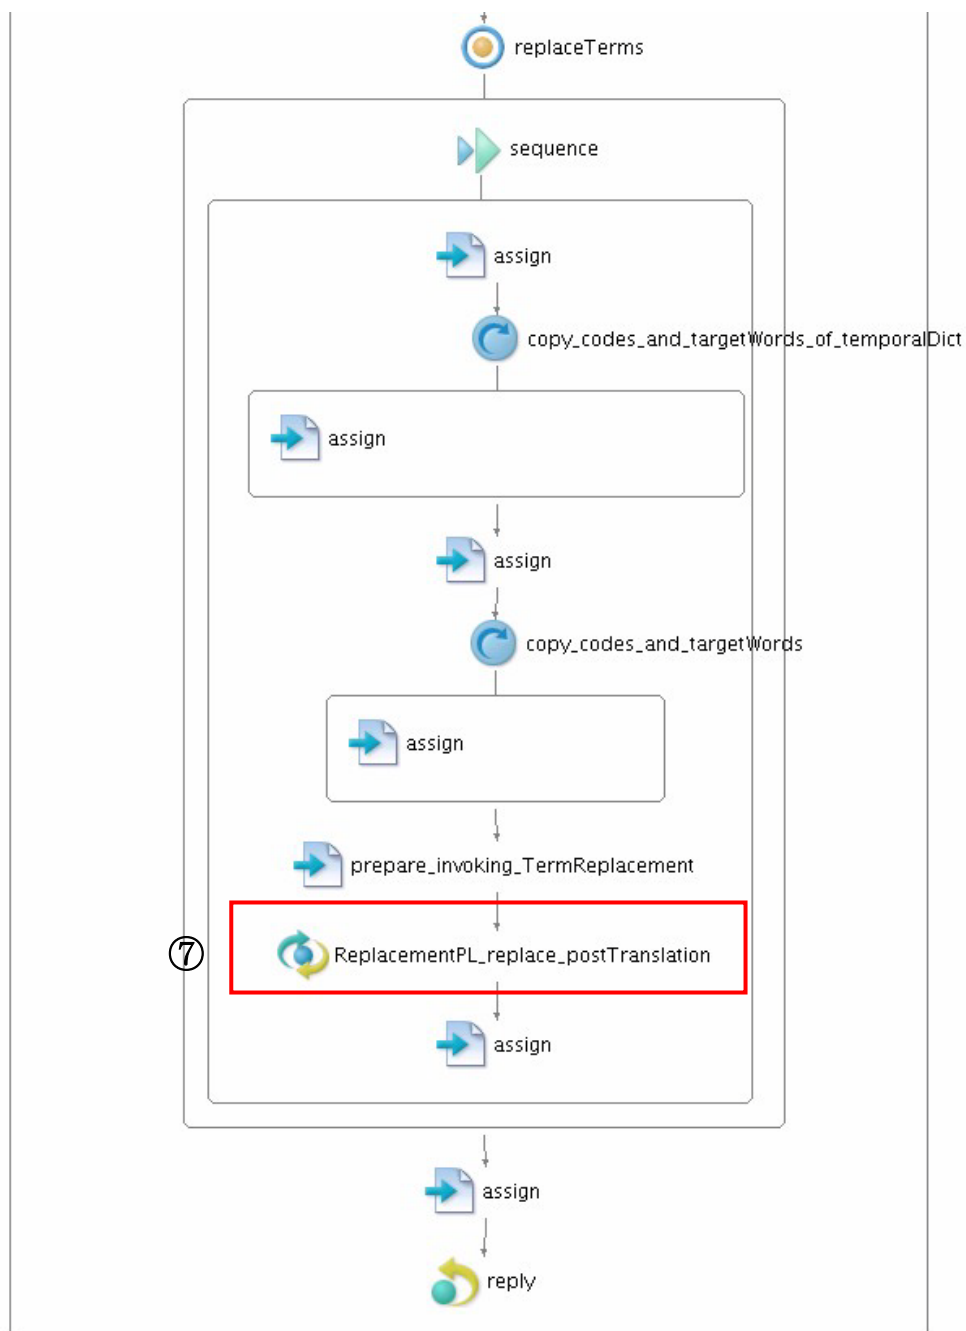 replaceTerms
sequence
assign
copy_codes_and_targetWords_of_temporalDict
assign
assign
copy_codes_and_targetWords
assign
prepare_invoking_TermReplacement
⑦ ReplacementPL_replace_postTranslation
assign
assign
reply